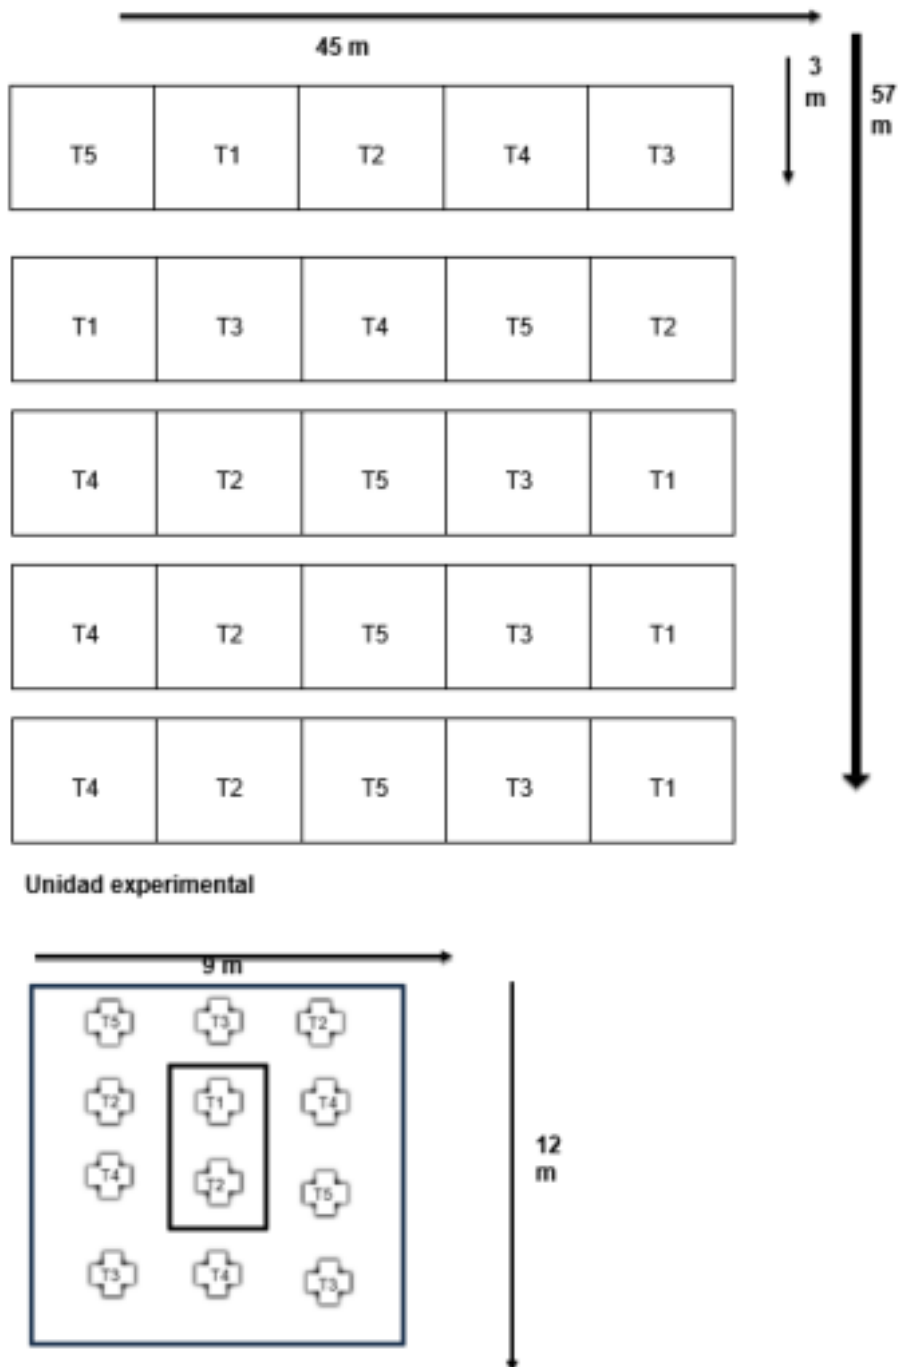 45 m
3
m
57
m
T5 T1 T2 T4 T3
T1 T3 T4 T5 T2
T4 T2 T5 T3 T1
T4 T2 T5 T3 T1
T4 T2 T5 T3 T1
Unidad experimental
9 m
T5 T3 T2
T2 T1 T4
T4 T2 T5
T3 T4 T3
12
m